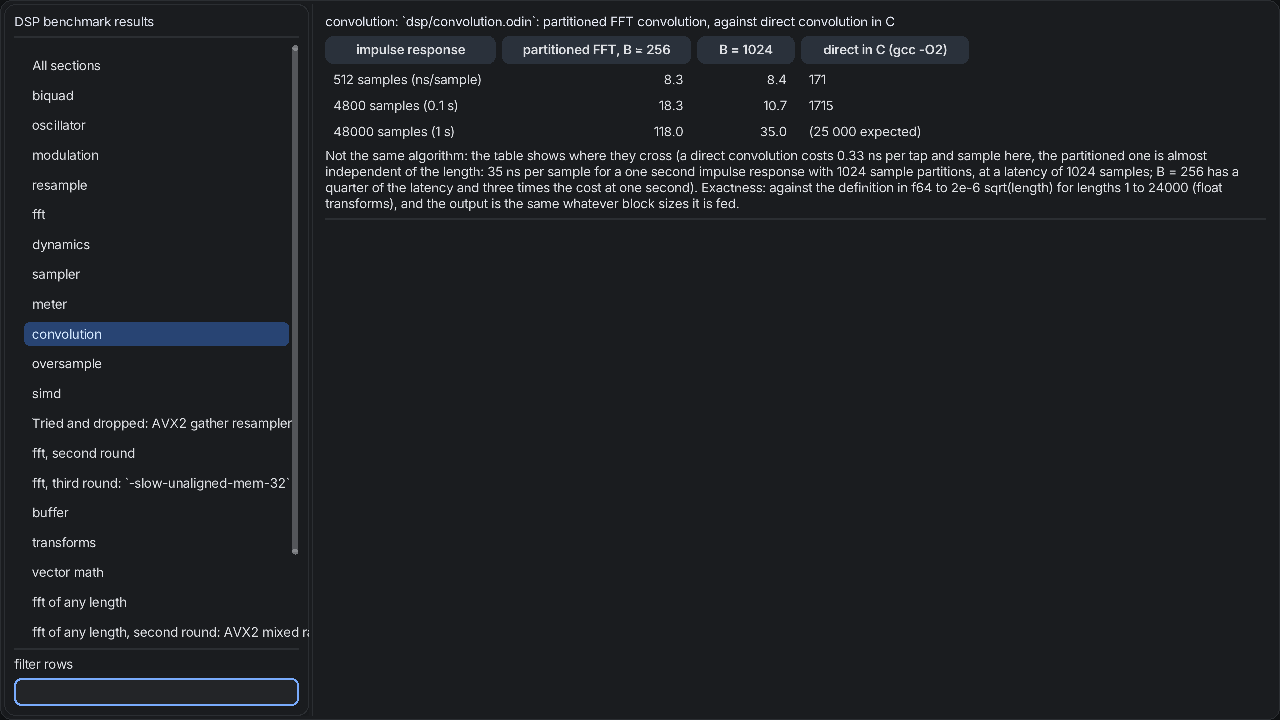 DSP benchmark results
All sections
biquad
oscillator
modulation
resample
fft
dynamics
sampler
meter
convolution
oversample
simd
Tried and dropped: AVX2 gather resampler
fft, second round
fft, third round: `-slow-unaligned-mem-32`
buffer
transforms
vector math
fft of any length
fft of any length, second round: AVX2 mixed
filter rows
convolution: `dsp/convolution.odin`: partitioned FFT convolution, against direct convolution in C
impulse response partitioned FFT, B = 256 B = 1024 direct in C (gcc -O2)
512 samples (ns/sample) 8.3 8.4 171
4800 samples (0.1 s) 18.3 10.7 1715
48000 samples (1 s) 118.0 35.0 (25 000 expected)
Not the same algorithm: the table shows where they cross (a direct convolution costs 0.33 ns per tap and sample here, the partitioned one is almost
independent of the length: 35 ns per sample for a one second impulse response with 1024 sample partitions, at a latency of 1024 samples; B = 256 has a
quarter of the latency and three times the cost at one second). Exactness: against the definition in f64 to 2e-6 sqrt(length) for lengths 1 to 24000 (float
transforms), and the output is the same whatever block sizes it is fed.